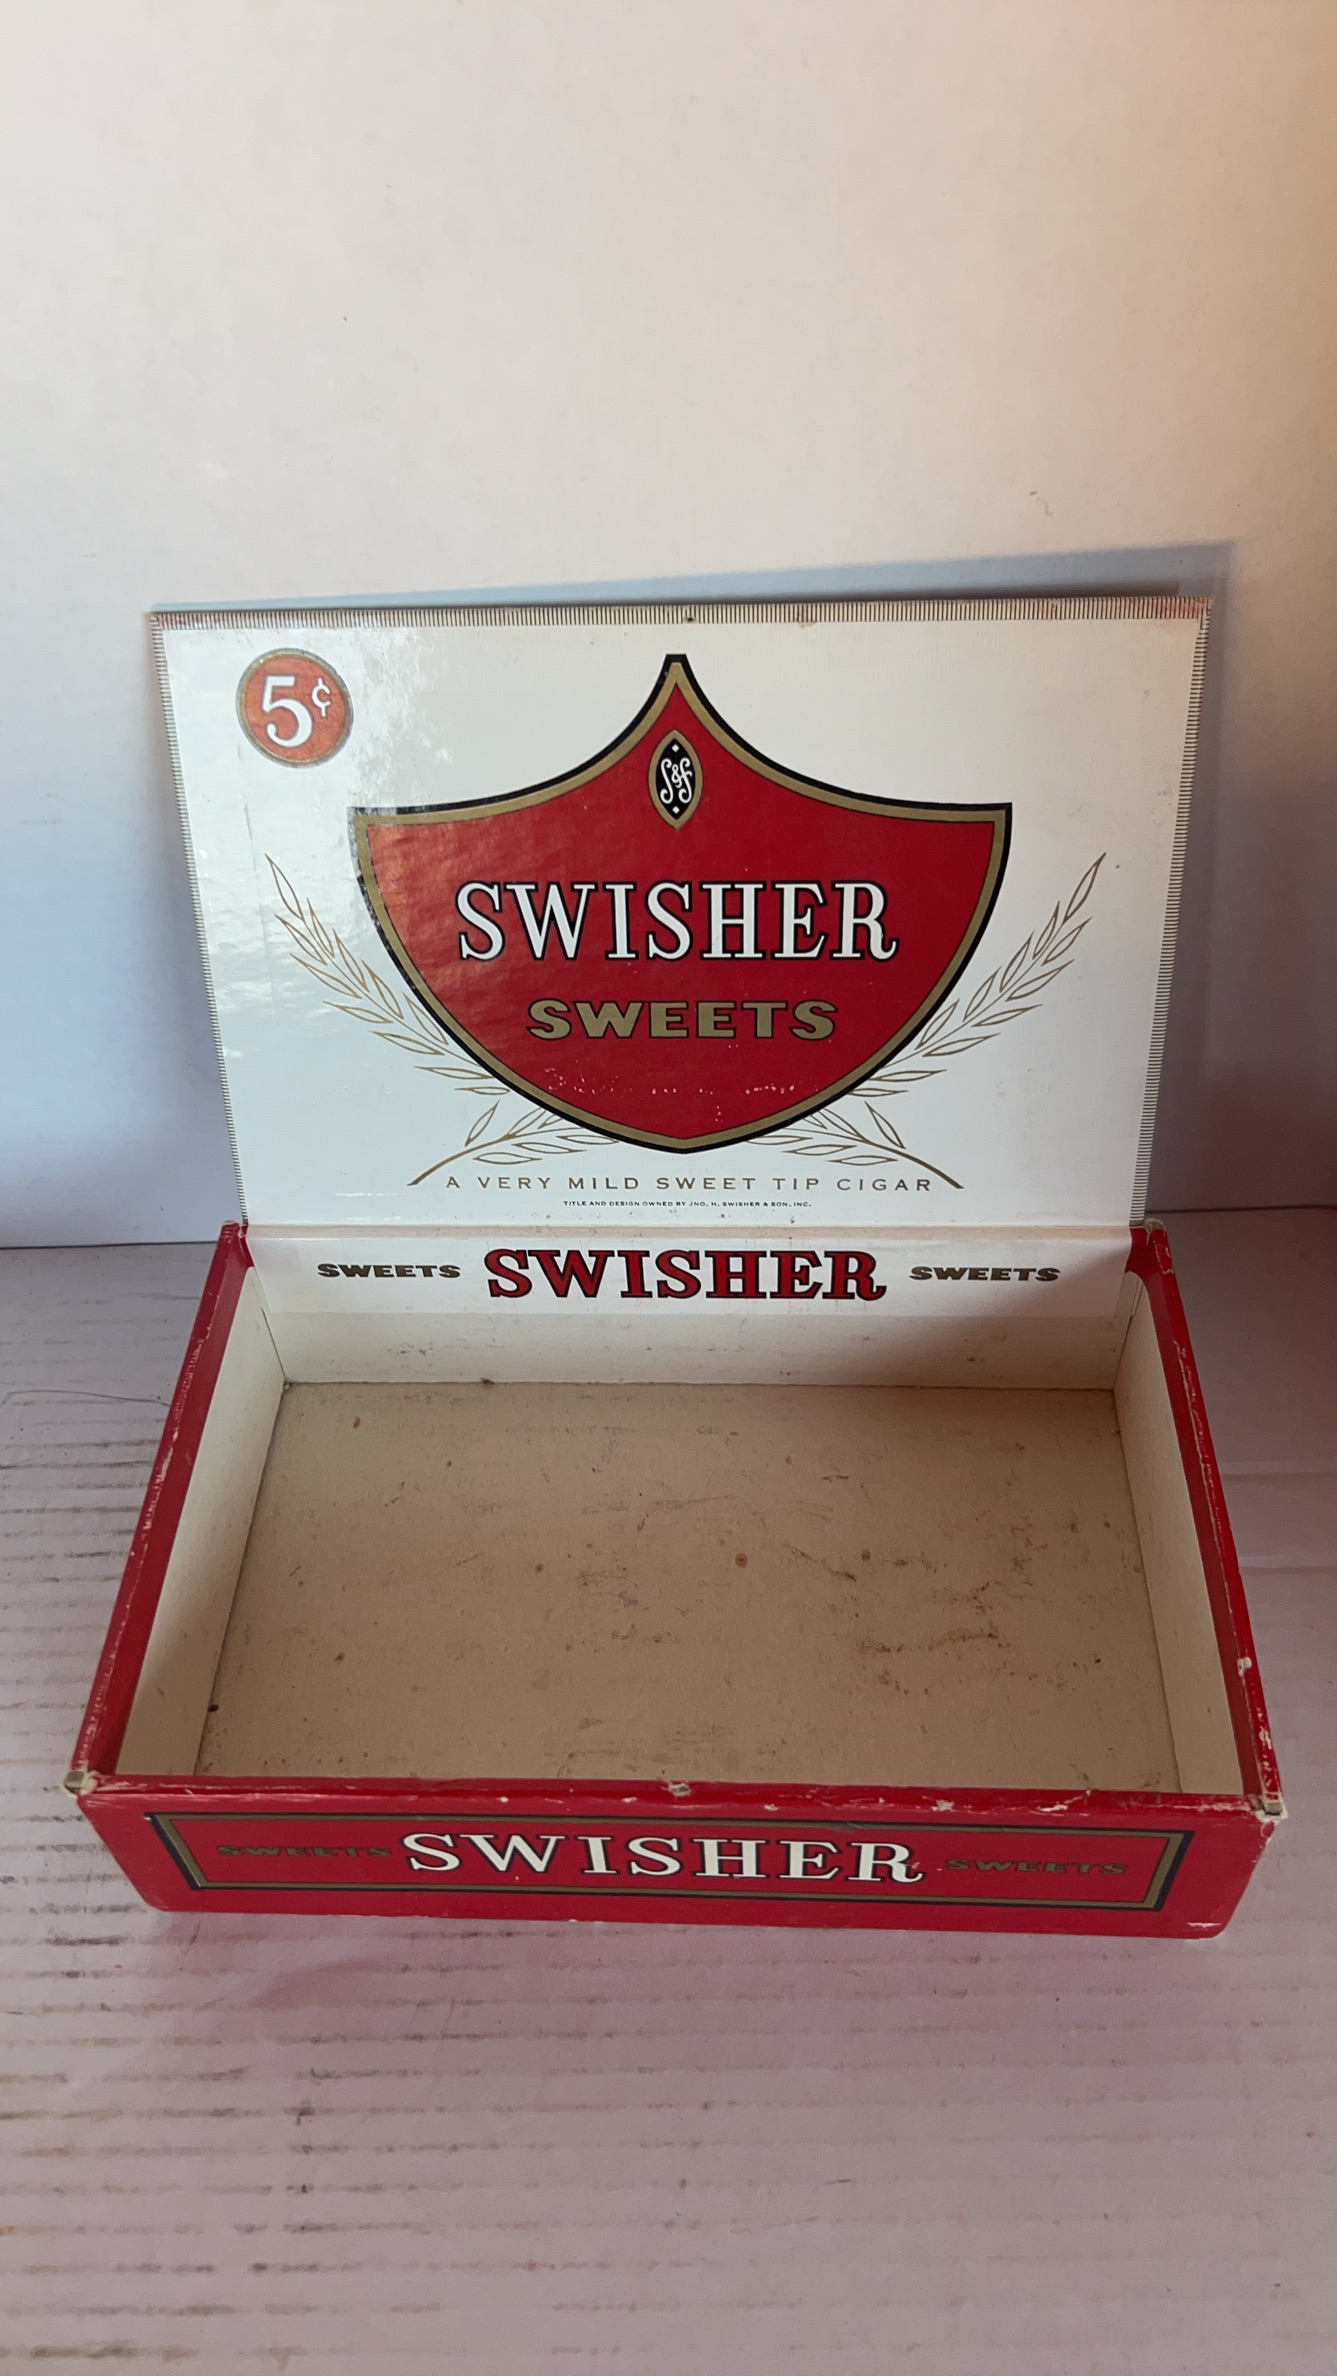 5¢
S&S
SWISHER
SWEETS
A VERY MILD SWEET TIP CIGAR
TITLE AND DESIGN OWNED BY JNO. H. SWISHER & SON, INC.
SWEETS SWISHER SWEETS
SWEETS SWISHER SWEETS